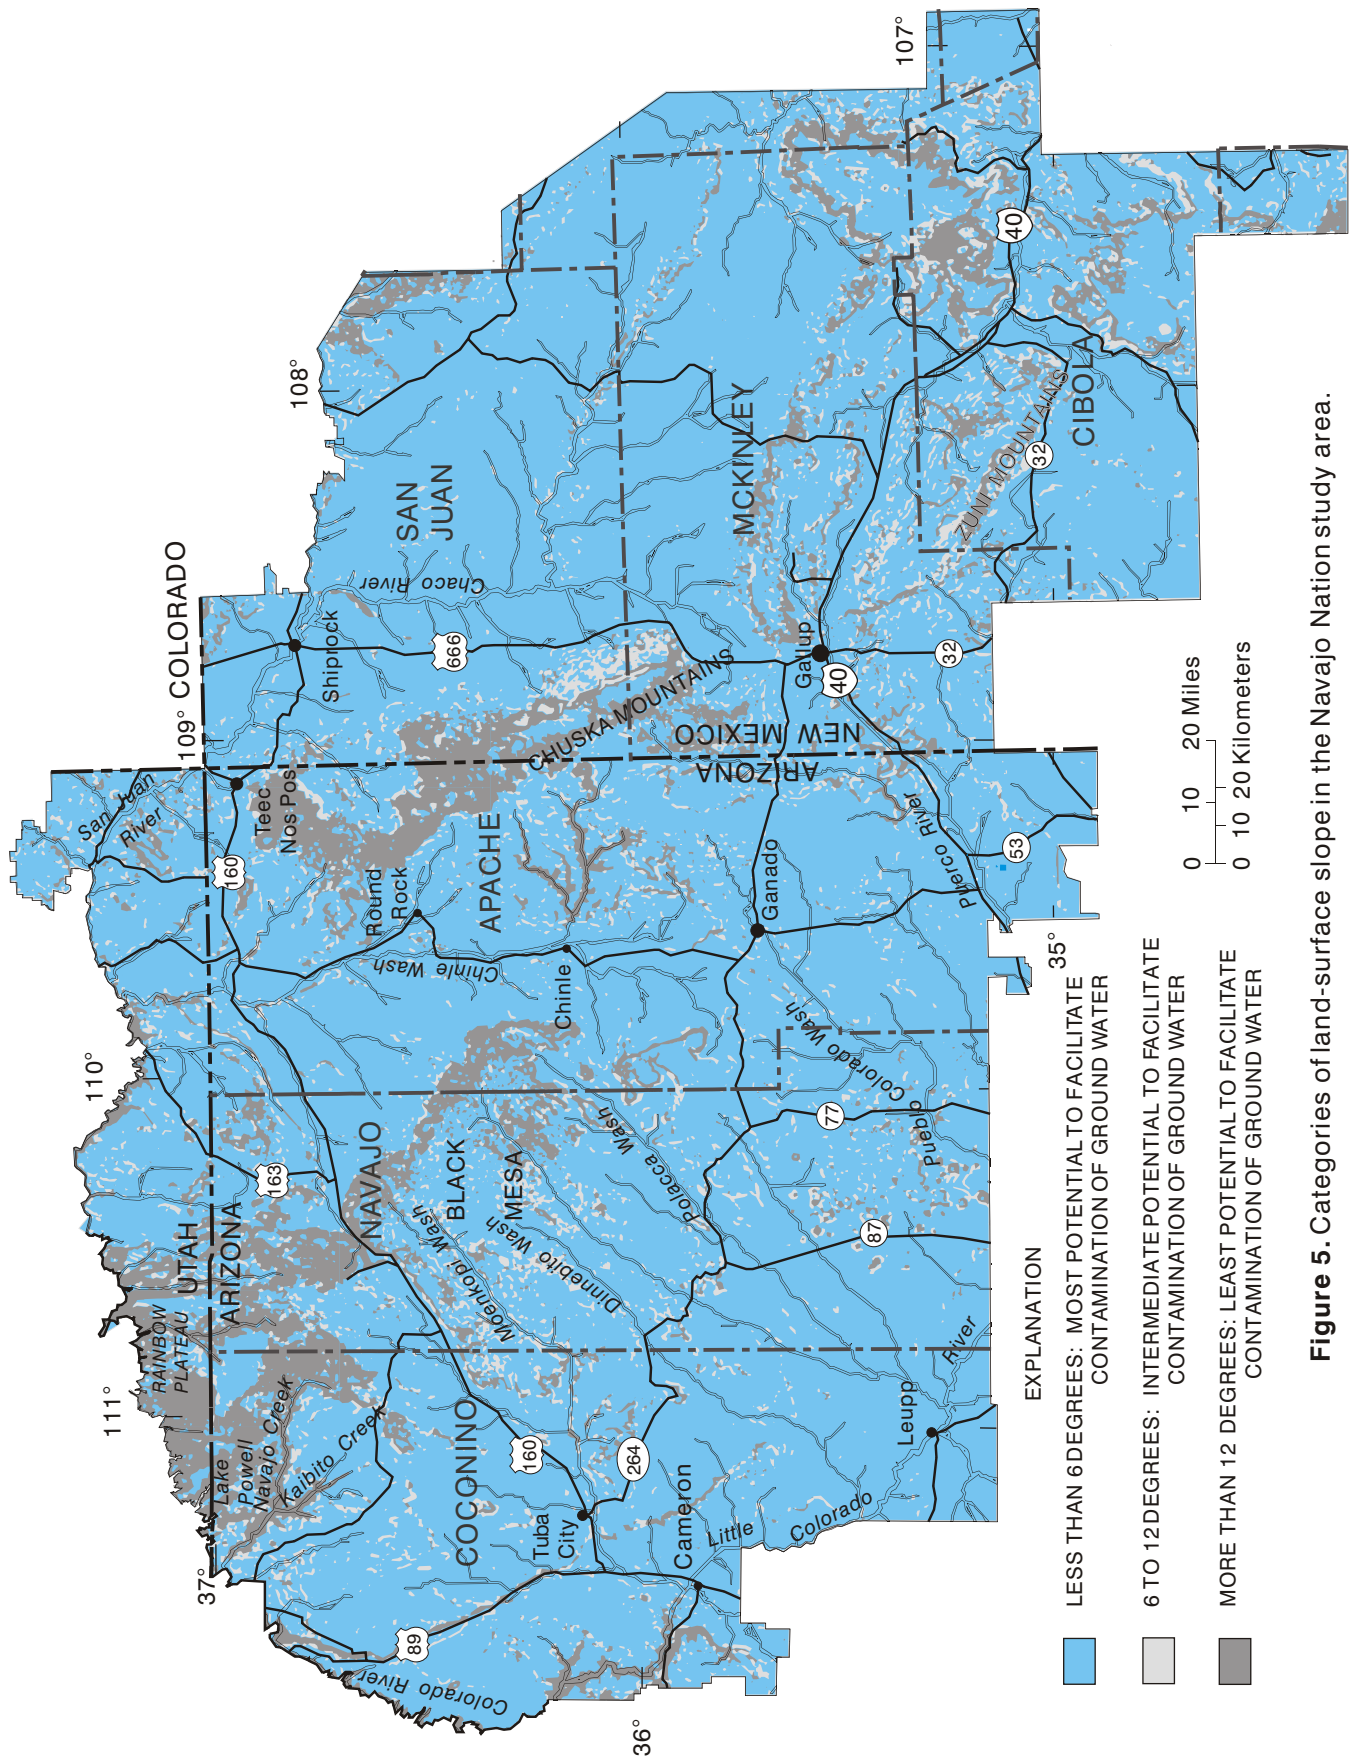 107°
108°
109°
110°
111°
37°
36°
35°
COLORADO
UTAH
ARIZONA
ARIZONA
NEW MEXICO
SAN
JUAN
MCKINLEY
CIBOLA
APACHE
NAVAJO
COCONINO
BLACK
MESA
RAINBOW
PLATEAU
CHUSKA MOUNTAINS
ZUNI MOUNTAINS
San Juan
River
Chaco River
Chinle Wash
Puerco River
Pueblo Colorado Wash
Polacca Wash
Dinnebito Wash
Moenkopi Wash
Lake
Powell
Navajo Creek
Kaibito Creek
Colorado River
Little Colorado River
Shiprock
Teec
Nos Pos
Round
Rock
Chinle
Ganado
Gallup
Leupp
Cameron
Tuba
City
160
163
160
89
264
87
77
53
666
40
40
32
32
0 10 20 Miles
0 10 20 Kilometers
EXPLANATION
LESS THAN 6 DEGREES: MOST POTENTIAL TO FACILITATE
CONTAMINATION OF GROUND WATER
6 TO 12 DEGREES: INTERMEDIATE POTENTIAL TO FACILITATE
CONTAMINATION OF GROUND WATER
MORE THAN 12 DEGREES: LEAST POTENTIAL TO FACILITATE
CONTAMINATION OF GROUND WATER
Figure 5. Categories of land-surface slope in the Navajo Nation study area.